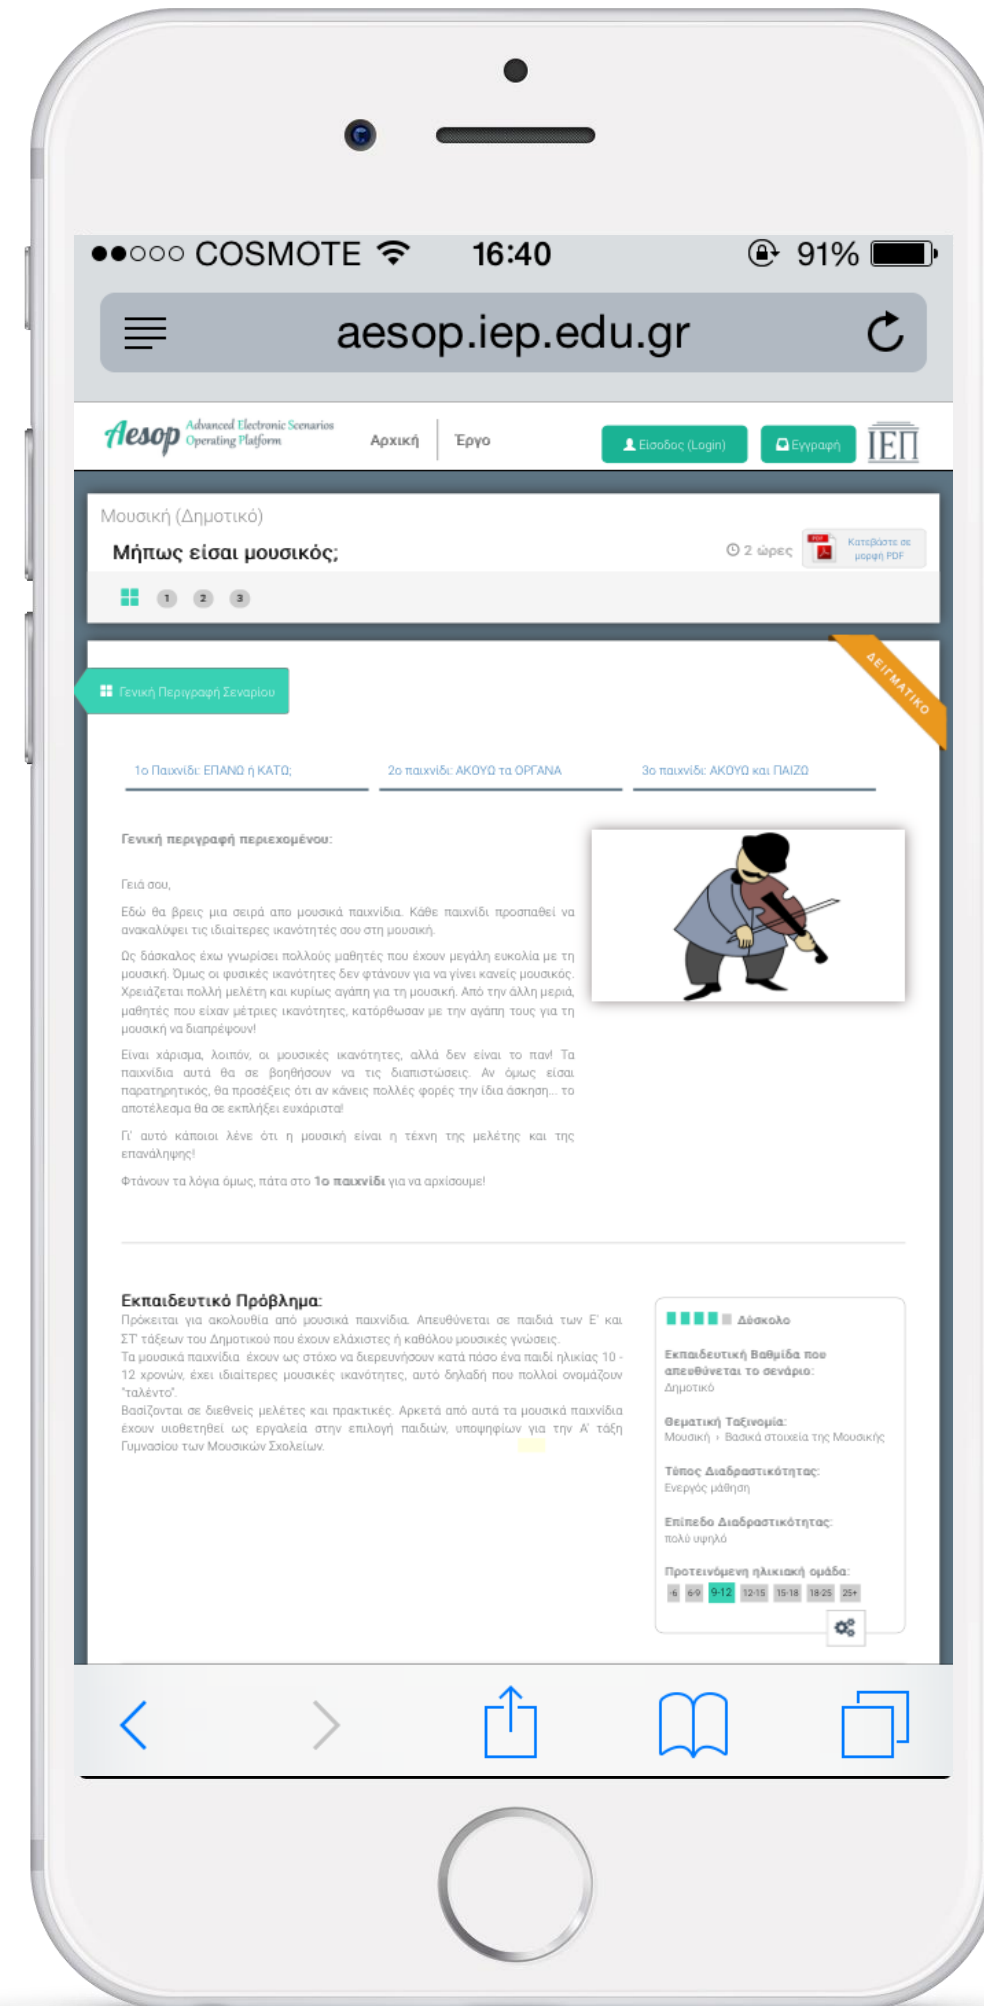 COSMOTE 16:40 91%
aesop.iep.edu.gr
Aesop Advanced Electronic Scenarios
Operating Platform
Αρχική Έργο Είσοδος (Login) Εγγραφή ΙΕΠ
Μουσική (Δημοτικό)
Μήπως είσαι μουσικός;
2 ώρες PDF Κατεβάστε σε
μορφή PDF
1 2 3
ΔΕΙΓΜΑΤΙΚΟ
Γενική Περιγραφή Σεναρίου
1ο Παιχνίδι: ΕΠΑΝΩ ή ΚΑΤΩ; 2ο παιχνίδι: ΑΚΟΥΩ τα ΟΡΓΑΝΑ 3ο παιχνίδι: ΑΚΟΥΩ και ΠΑΙΖΩ
Γενική περιγραφή περιεχομένου:
Γειά σου,
Εδώ θα βρεις μια σειρά απο μουσικά παιχνίδια. Κάθε παιχνίδι προσπαθεί να
ανακαλύψει τις ιδιαίτερες ικανότητές σου στη μουσική.
Ως δάσκαλος έχω γνωρίσει πολλούς μαθητές που έχουν μεγάλη ευκολία με τη
μουσική. Όμως οι φυσικές ικανότητες δεν φτάνουν για να γίνει κανείς μουσικός.
Χρειάζεται πολλή μελέτη και κυρίως αγάπη για τη μουσική. Από την άλλη μεριά,
μαθητές που είχαν μέτριες ικανότητες, κατόρθωσαν με την αγάπη τους για τη
μουσική να διαπρέψουν!
Είναι χάρισμα, λοιπόν, οι μουσικές ικανότητες, αλλά δεν είναι το παν! Τα
παιχνίδια αυτά θα σε βοηθήσουν να τις διαπιστώσεις. Αν όμως είσαι
παρατηρητικός, θα προσέξεις ότι αν κάνεις πολλές φορές την ίδια άσκηση... το
αποτέλεσμα θα σε εκπλήξει ευχάριστα!
Γι' αυτό κάποιοι λένε ότι η μουσική είναι η τέχνη της μελέτης και της
επανάληψης!
Φτάνουν τα λόγια όμως, πάτα στο 1ο παιχνίδι για να αρχίσουμε!
Εκπαιδευτικό Πρόβλημα:
Πρόκειται για ακολουθία από μουσικά παιχνίδια. Απευθύνεται σε παιδιά των Ε' και
ΣΤ' τάξεων του Δημοτικού που έχουν ελάχιστες ή καθόλου μουσικές γνώσεις.
Τα μουσικά παιχνίδια έχουν ως στόχο να διερευνήσουν κατά πόσο ένα παιδί ηλικίας 10 -
12 χρονών, έχει ιδιαίτερες μουσικές ικανότητες, αυτό δηλαδή που πολλοί ονομάζουν
"ταλέντο".
Βασίζονται σε διεθνείς μελέτες και πρακτικές. Αρκετά από αυτά τα μουσικά παιχνίδια
έχουν υιοθετηθεί ως εργαλεία στην επιλογή παιδιών, υποψηφίων για την Α' τάξη
Γυμνασίου των Μουσικών Σχολείων.
Δύσκολο
Εκπαιδευτική Βαθμίδα που
απευθύνεται το σενάριο:
Δημοτικό
Θεματική Ταξινομία:
Μουσική › Βασικά στοιχεία της Μουσικής
Τύπος Διαδραστικότητας:
Ενεργός μάθηση
Επίπεδο Διαδραστικότητας:
πολύ υψηλό
Προτεινόμενη ηλικιακή ομάδα:
-6 6-9 9-12 12-15 15-18 18-25 25+